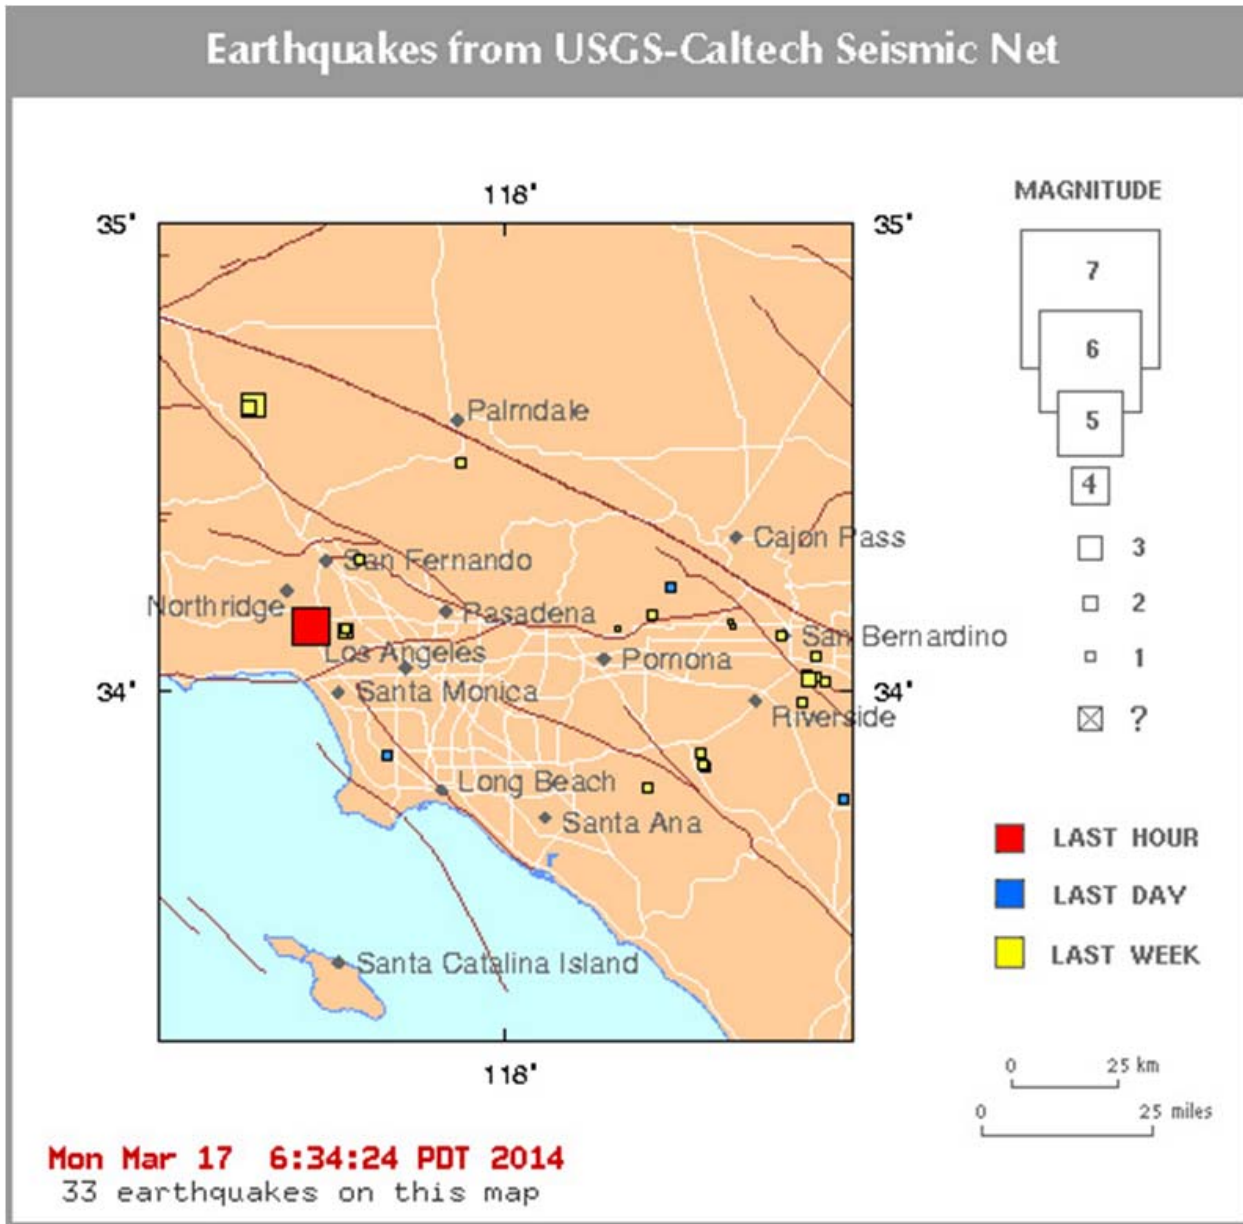 Earthquakes from USGS-Caltech Seismic Net
118°
35°
35°
MAGNITUDE
7
6
5
4
3
2
1
?
Palmdale
Cajon Pass
San Fernando
Northridge
Pasadena
San Bernardino
Los Angeles
Pomona
Santa Monica
34°
34°
Riverside
Long Beach
Santa Ana
r
Santa Catalina Island
118°
LAST HOUR
LAST DAY
LAST WEEK
0 25 km
0 25 miles
Mon Mar 17 6:34:24 PDT 2014
33 earthquakes on this map